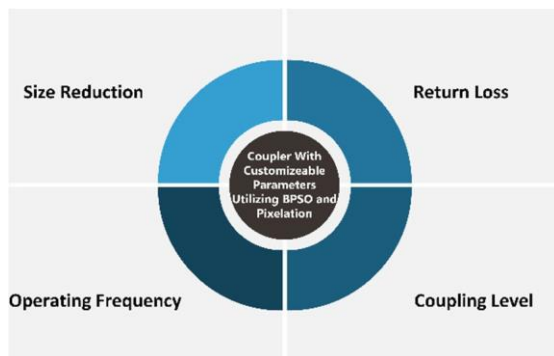 Size Reduction
Return Loss
Coupler With
Customizeable
Parameters
Utilizing BPSO and
Pixelation
Operating Frequency
Coupling Level